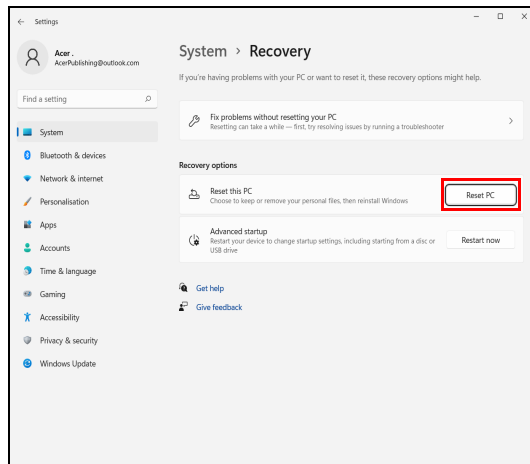 Settings
Acer .
AcerPublishing@outlook.com
Find a setting
System
Bluetooth & devices
Network & internet
Personalisation
Apps
Accounts
Time & language
Gaming
Accessibility
Privacy & security
Windows Update
System > Recovery
If you're having problems with your PC or want to reset it, these recovery options might help.
Fix problems without resetting your PC
Resetting can take a while — first, try resolving issues by running a troubleshooter
Recovery options
Reset this PC
Choose to keep or remove your personal files, then reinstall Windows
Reset PC
Advanced startup
Restart your device to change startup settings, including starting from a disc or
USB drive
Restart now
Get help
Give feedback